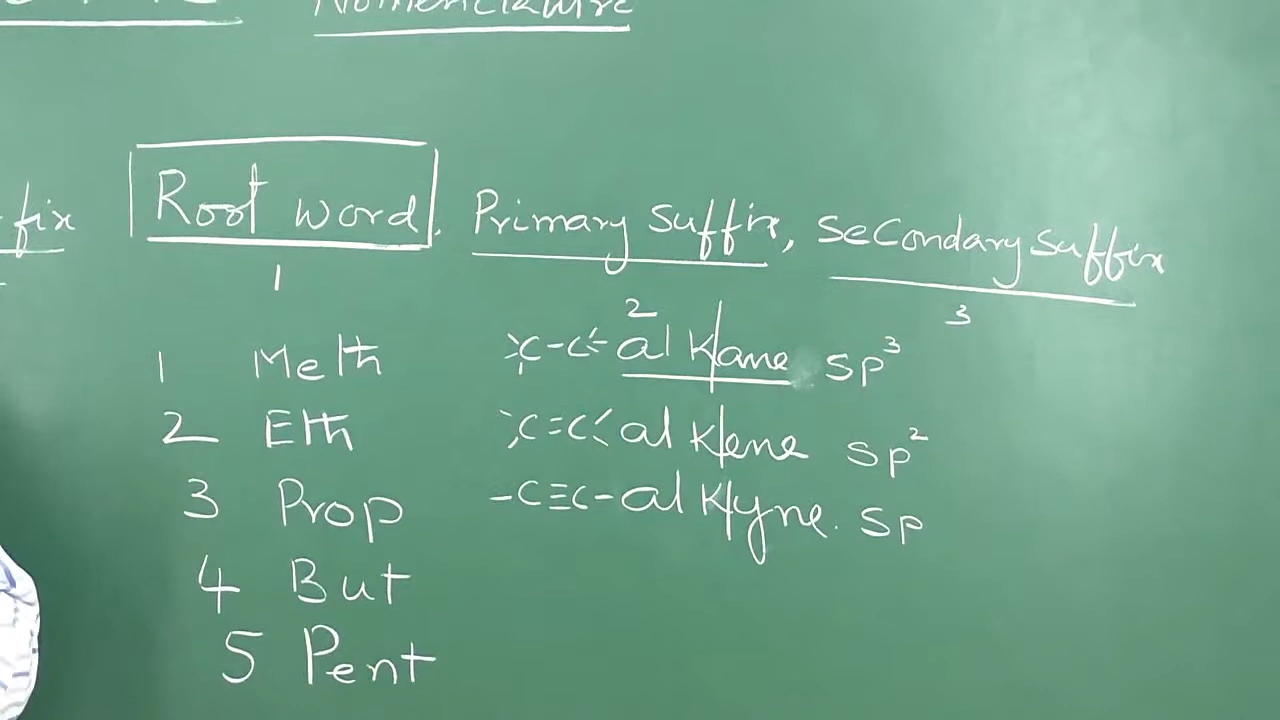 Nomenclature
fix Root word, Primary Suffix, Secondary Suffix
1 2 3
1 Meth >C-C< alkane sp³
2 Eth >C=C< alkene sp²
3 Prop -C≡C- alkyne. sp
4 But
5 Pent